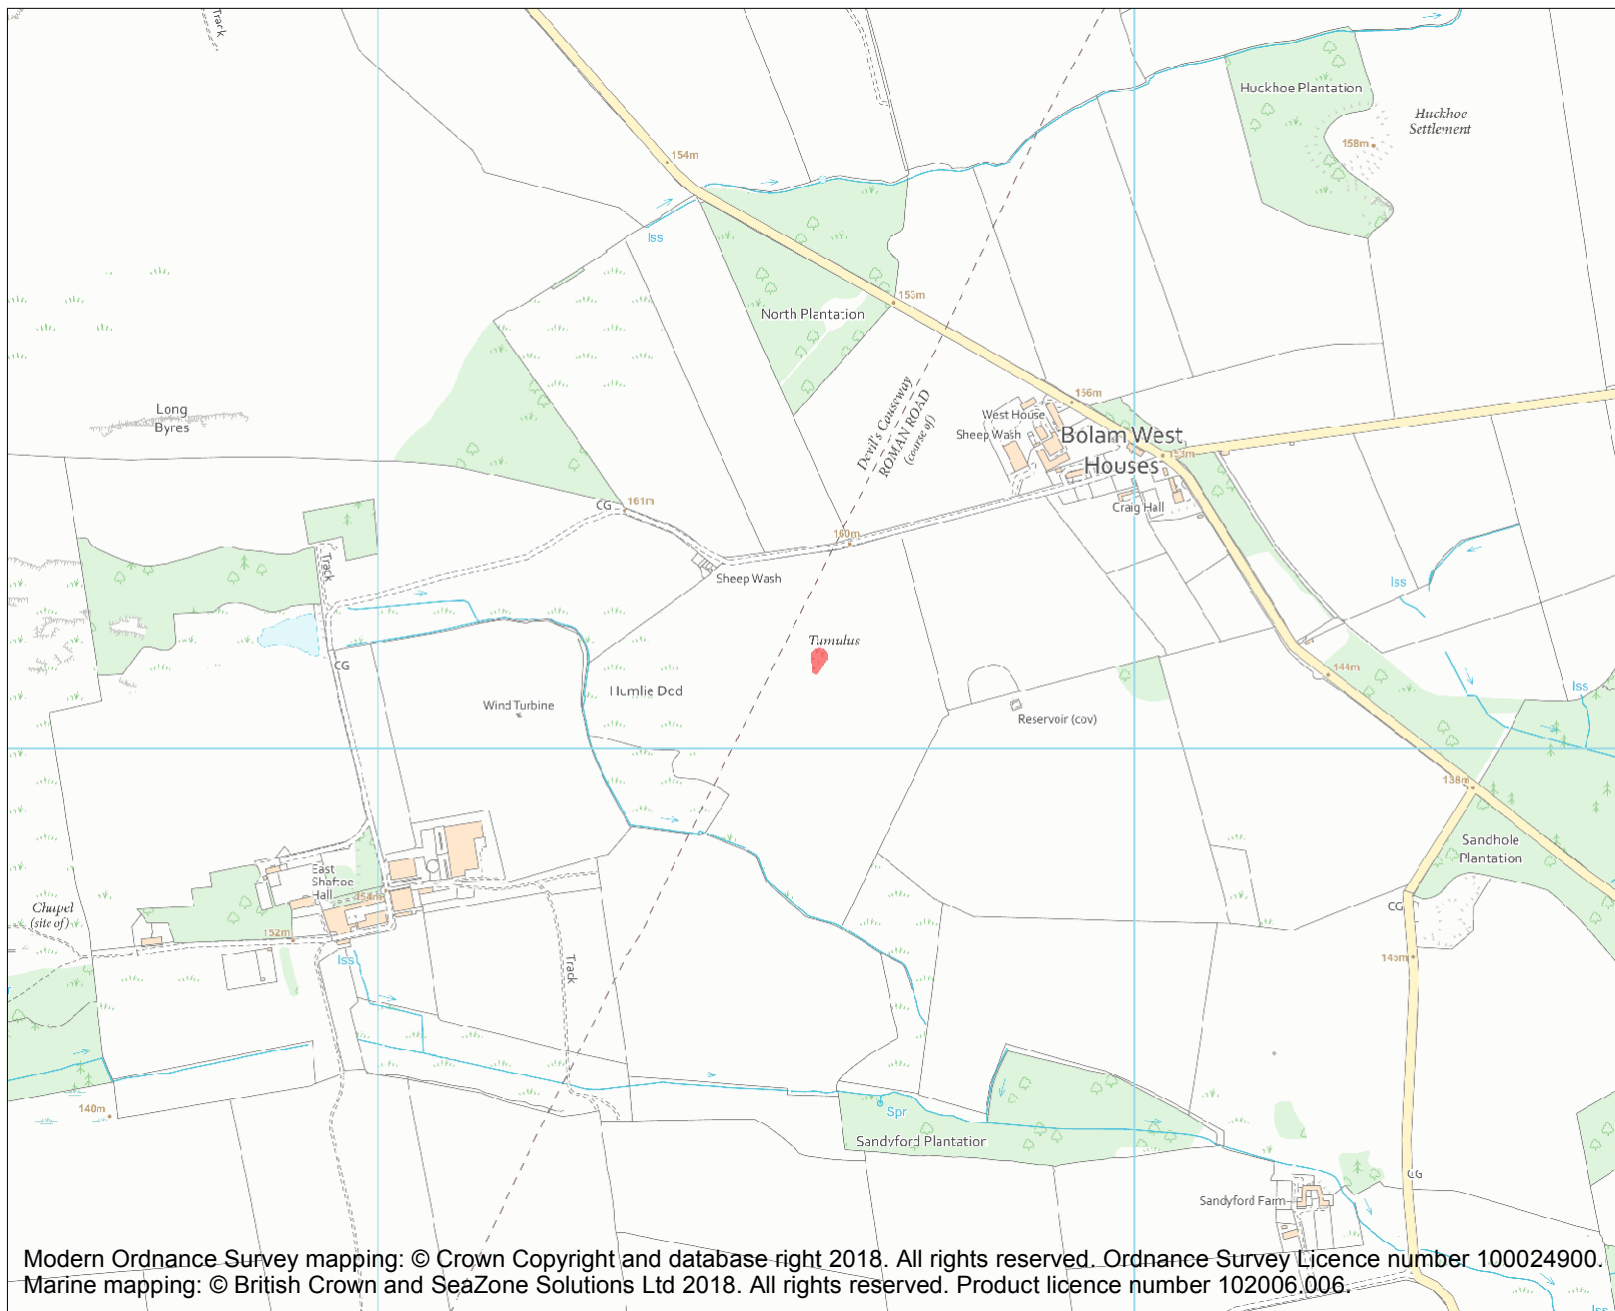 Track
Huckhoe Plantation
Huckhoe
Settlement
158m
154m
Iss
153m
North Plantation
Devil's Causeway
ROMAN ROAD
(course of)
156m
West House
Sheep Wash
Bolam West
Houses
153m
Craig Hall
Long
Byres
CG
161m
160m
Sheep Wash
Track
Iss
Tumulus
CG
144m
Iss
Humlie Dod
Wind Turbine
Reservoir (cov)
138m
Sandhole
Plantation
East
Shaftoe
Hall
154m
Chapel
(site of)
CG
152m
Iss
145m
Track
r
140m
Spr
Sandyford Plantation
CG
Sandyford Farm
Modern Ordnance Survey mapping: © Crown Copyright and database right 2018. All rights reserved. Ordnance Survey Licence number 100024900.
Marine mapping: © British Crown and SeaZone Solutions Ltd 2018. All rights reserved. Product licence number 102006.006.
Iss